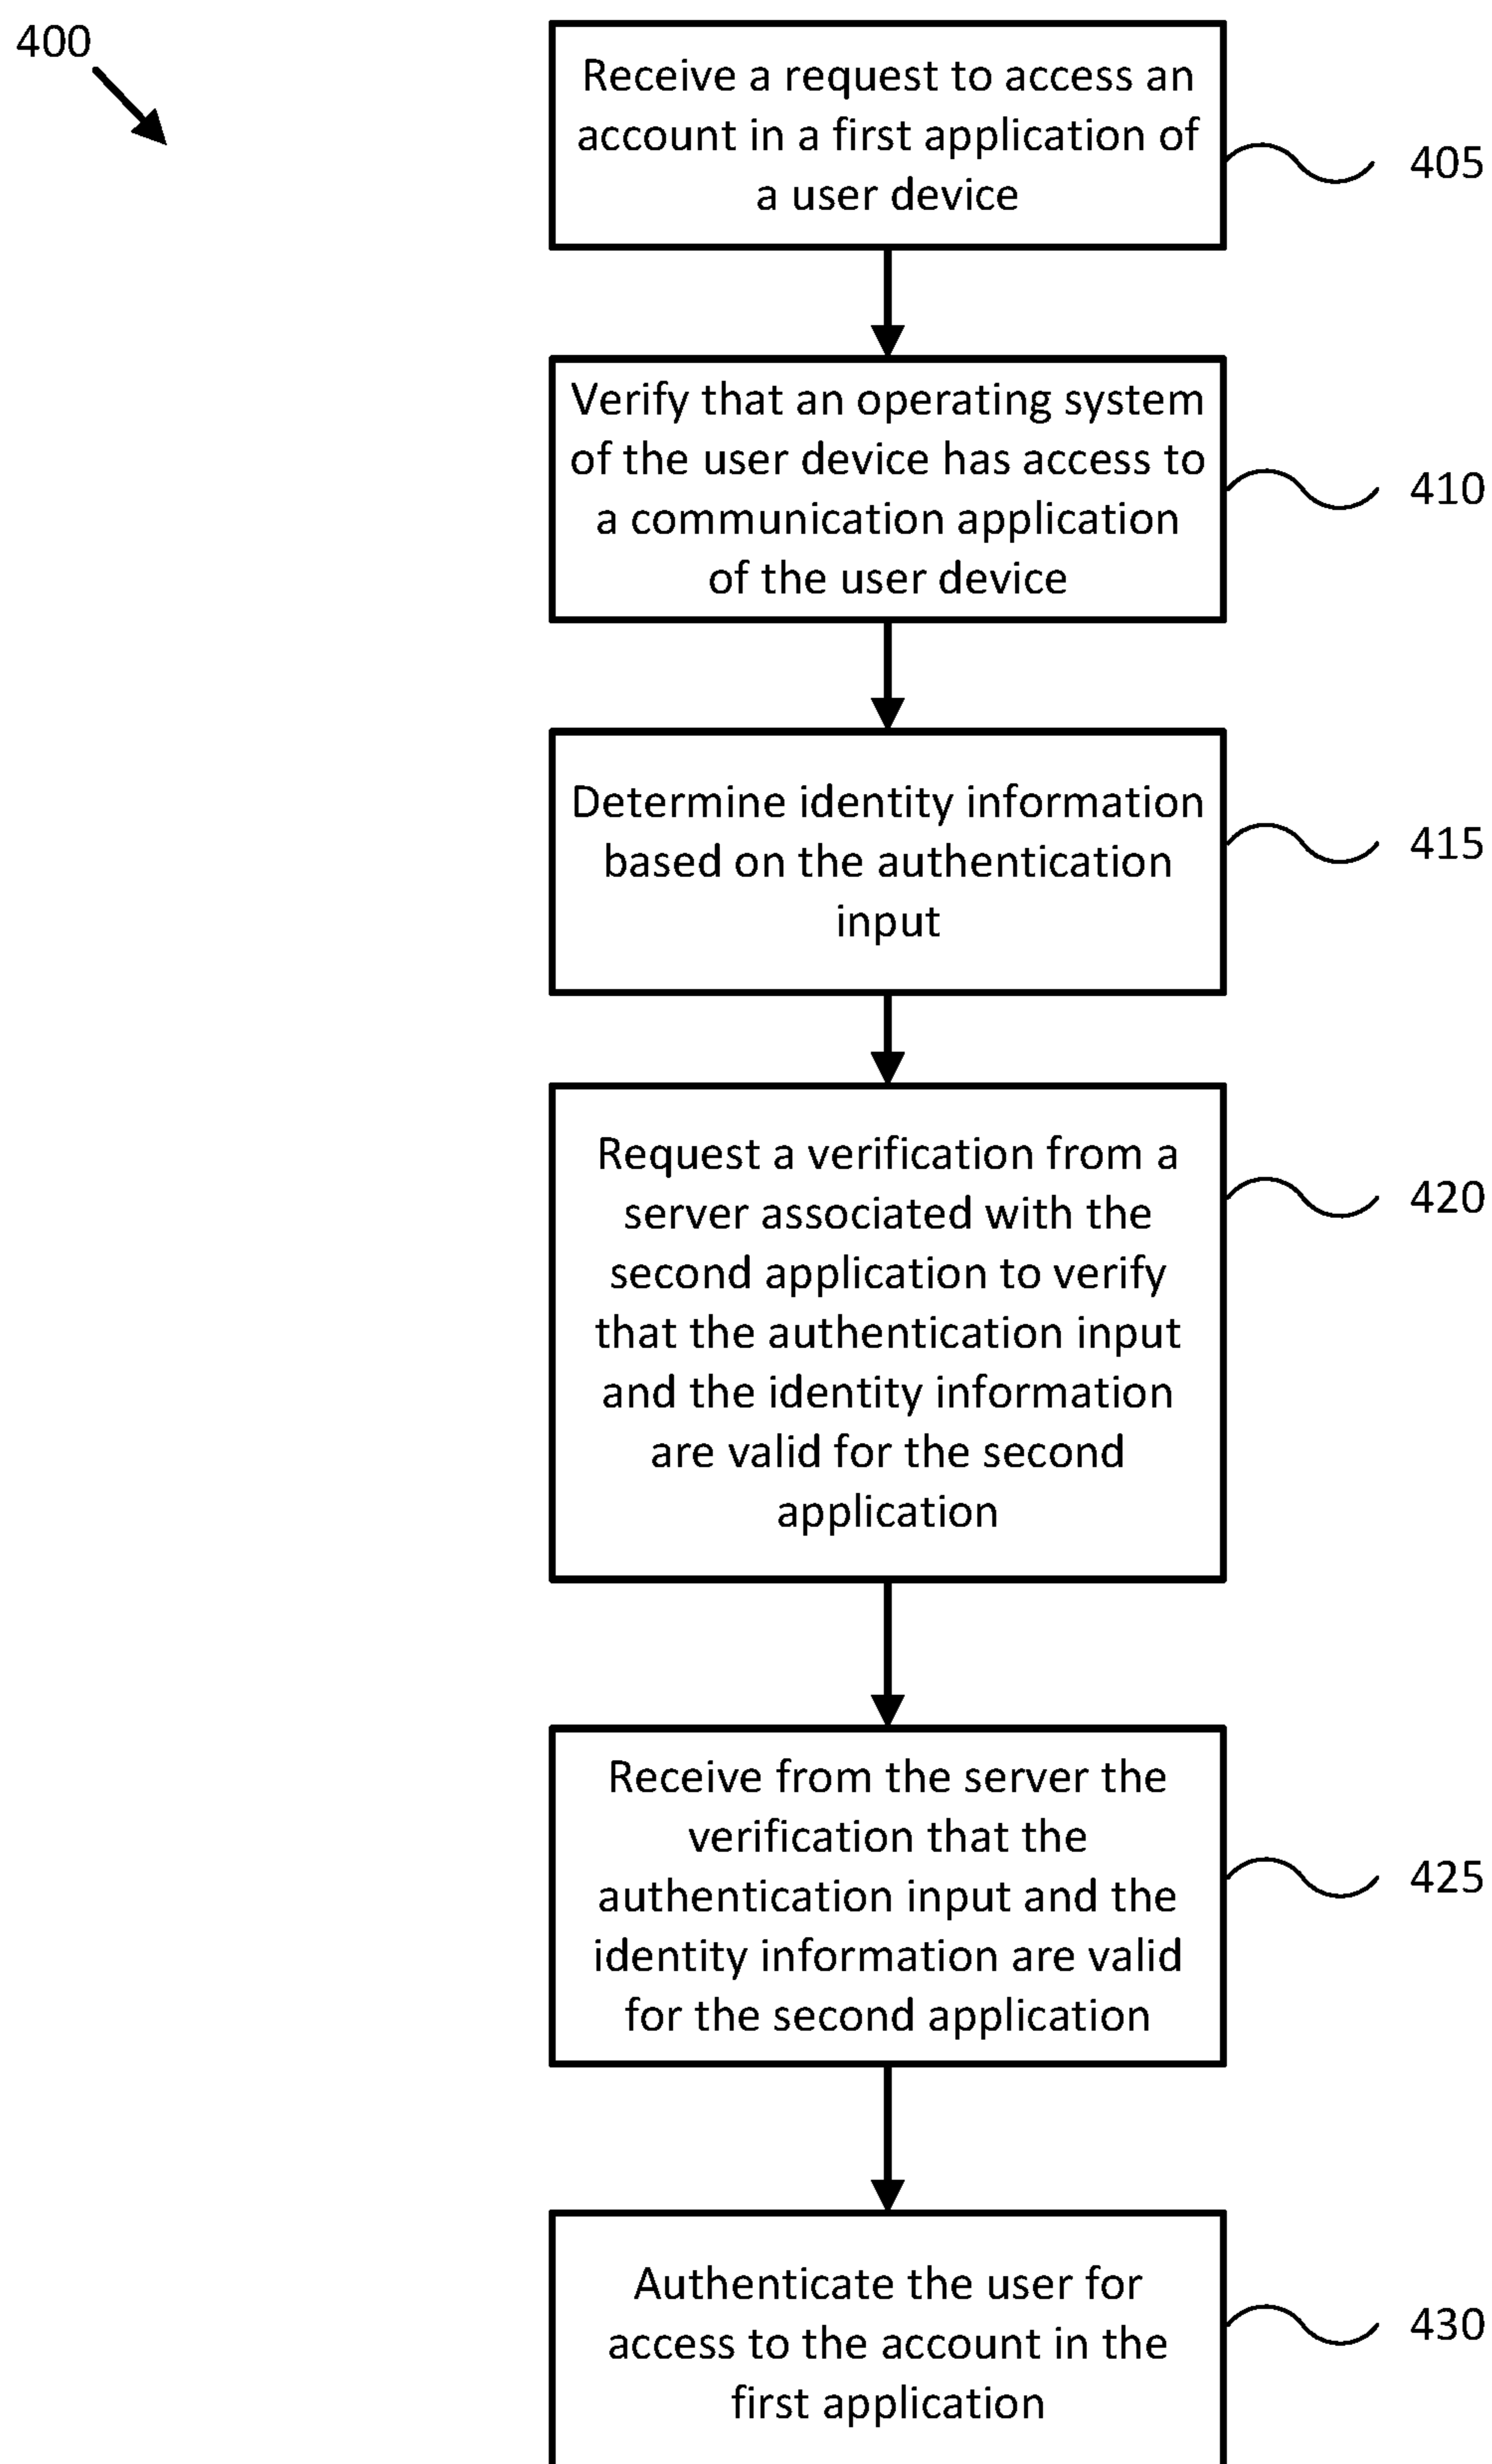 400
Receive a request to access an
account in a first application of
a user device
405
Verify that an operating system
of the user device has access to
a communication application
of the user device
410
Determine identity information
based on the authentication
input
415
Request a verification from a
server associated with the
second application to verify
that the authentication input
and the identity information
are valid for the second
application
420
Receive from the server the
verification that the
authentication input and the
identity information are valid
for the second application
425
Authenticate the user for
access to the account in the
first application
430